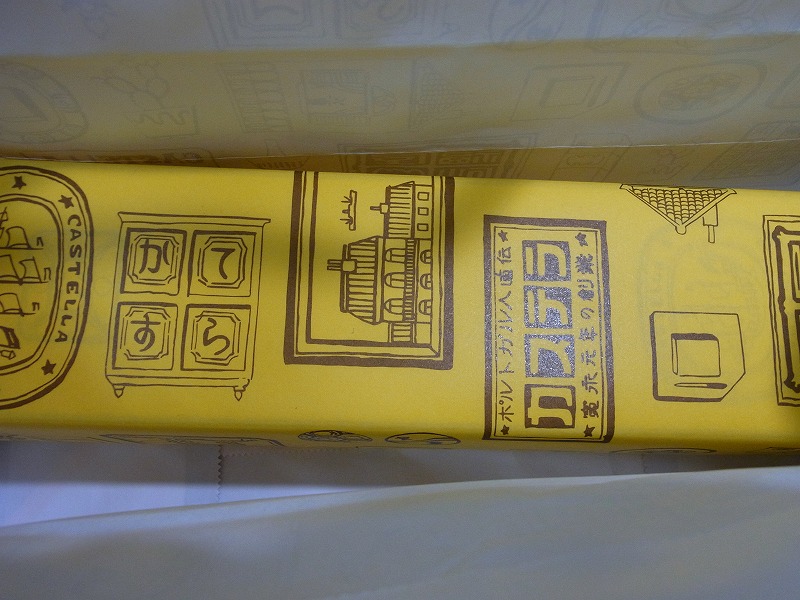 CASTELLA
かて
すら
★ポルトガル人直伝★
カステラ
★寛永元年の創業★